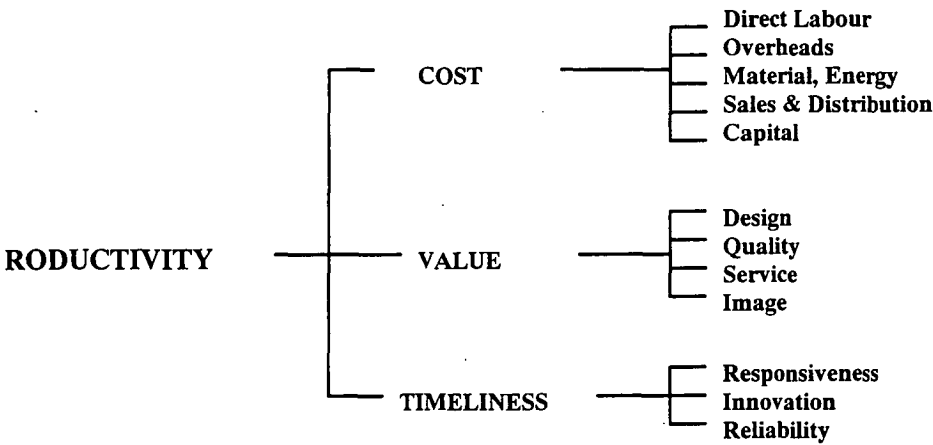 Direct Labour
Overheads
COST
Material, Energy
Sales & Distribution
Capital
Design
Quality
RODUCTIVITY
VALUE
Service
Image
Responsiveness
TIMELINESS
Innovation
Reliability